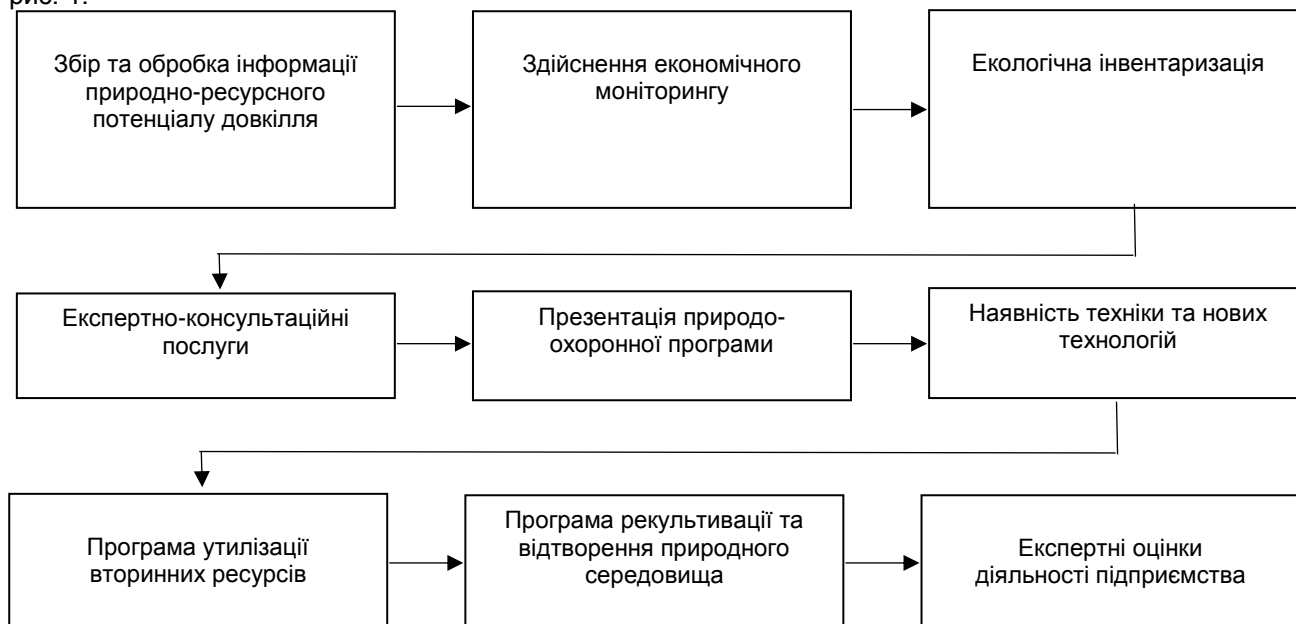 рис. 1.
Збір та обробка інформації
природно-ресурсного
потенціалу довкілля
Здійснення економічного
моніторингу
Екологічна інвентаризація
Експертно-консультаційні
послуги
Презентація природо-
охоронної програми
Наявність техніки та нових
технологій
Програма утилізації
вторинних ресурсів
Програма рекультивації та
відтворення природного
середовища
Експертні оцінки
діяльності підприємства